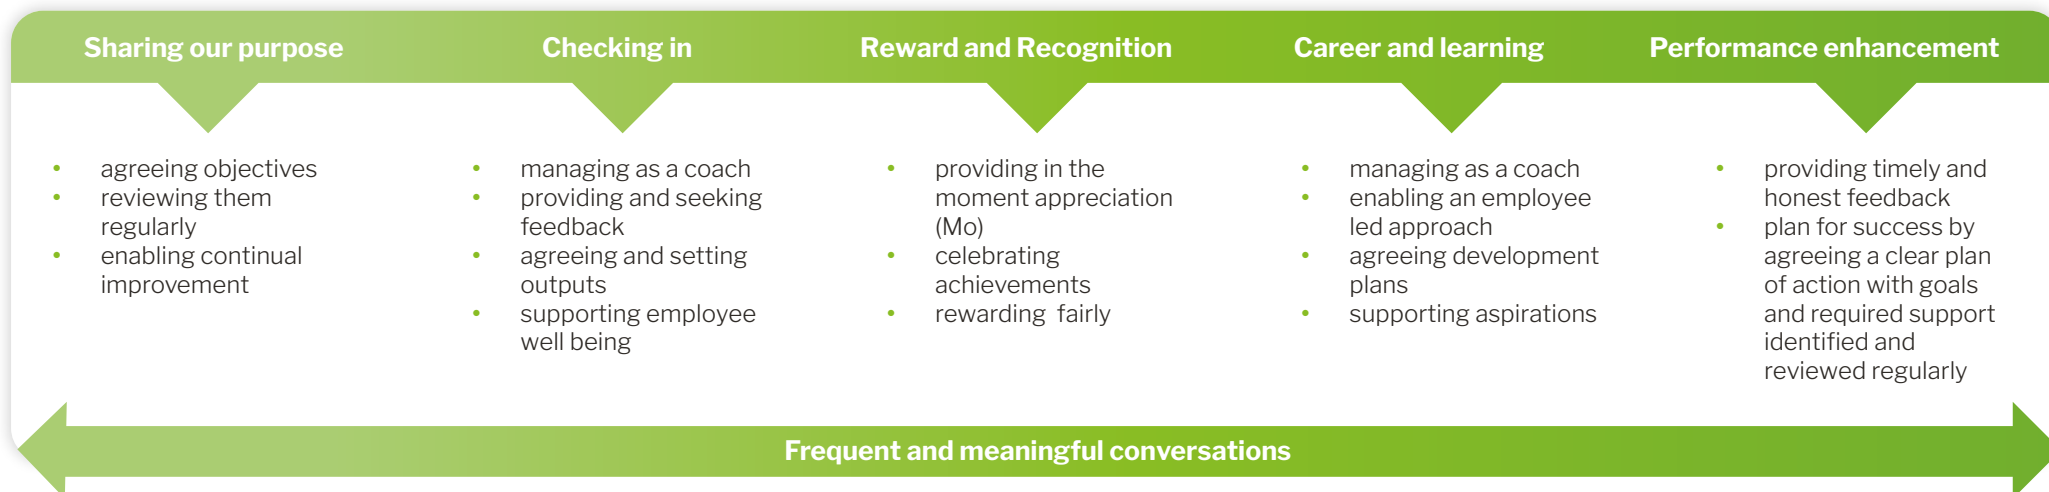 Sharing our purpose
Checking in
Reward and Recognition
Career and learning
Performance enhancement
• agreeing objectives
• reviewing them
regularly
• enabling continual
improvement
• managing as a coach
• providing and seeking
feedback
• agreeing and setting
outputs
• supporting employee
well being
• providing in the
moment appreciation
(Mo)
• celebrating
achievements
• rewarding  fairly
• managing as a coach
• enabling an employee
led approach
• agreeing development
plans
• supporting aspirations
• providing timely and
honest feedback
• plan for success by
agreeing a clear plan
of action with goals
and required support
identified and
reviewed regularly
Frequent and meaningful conversations